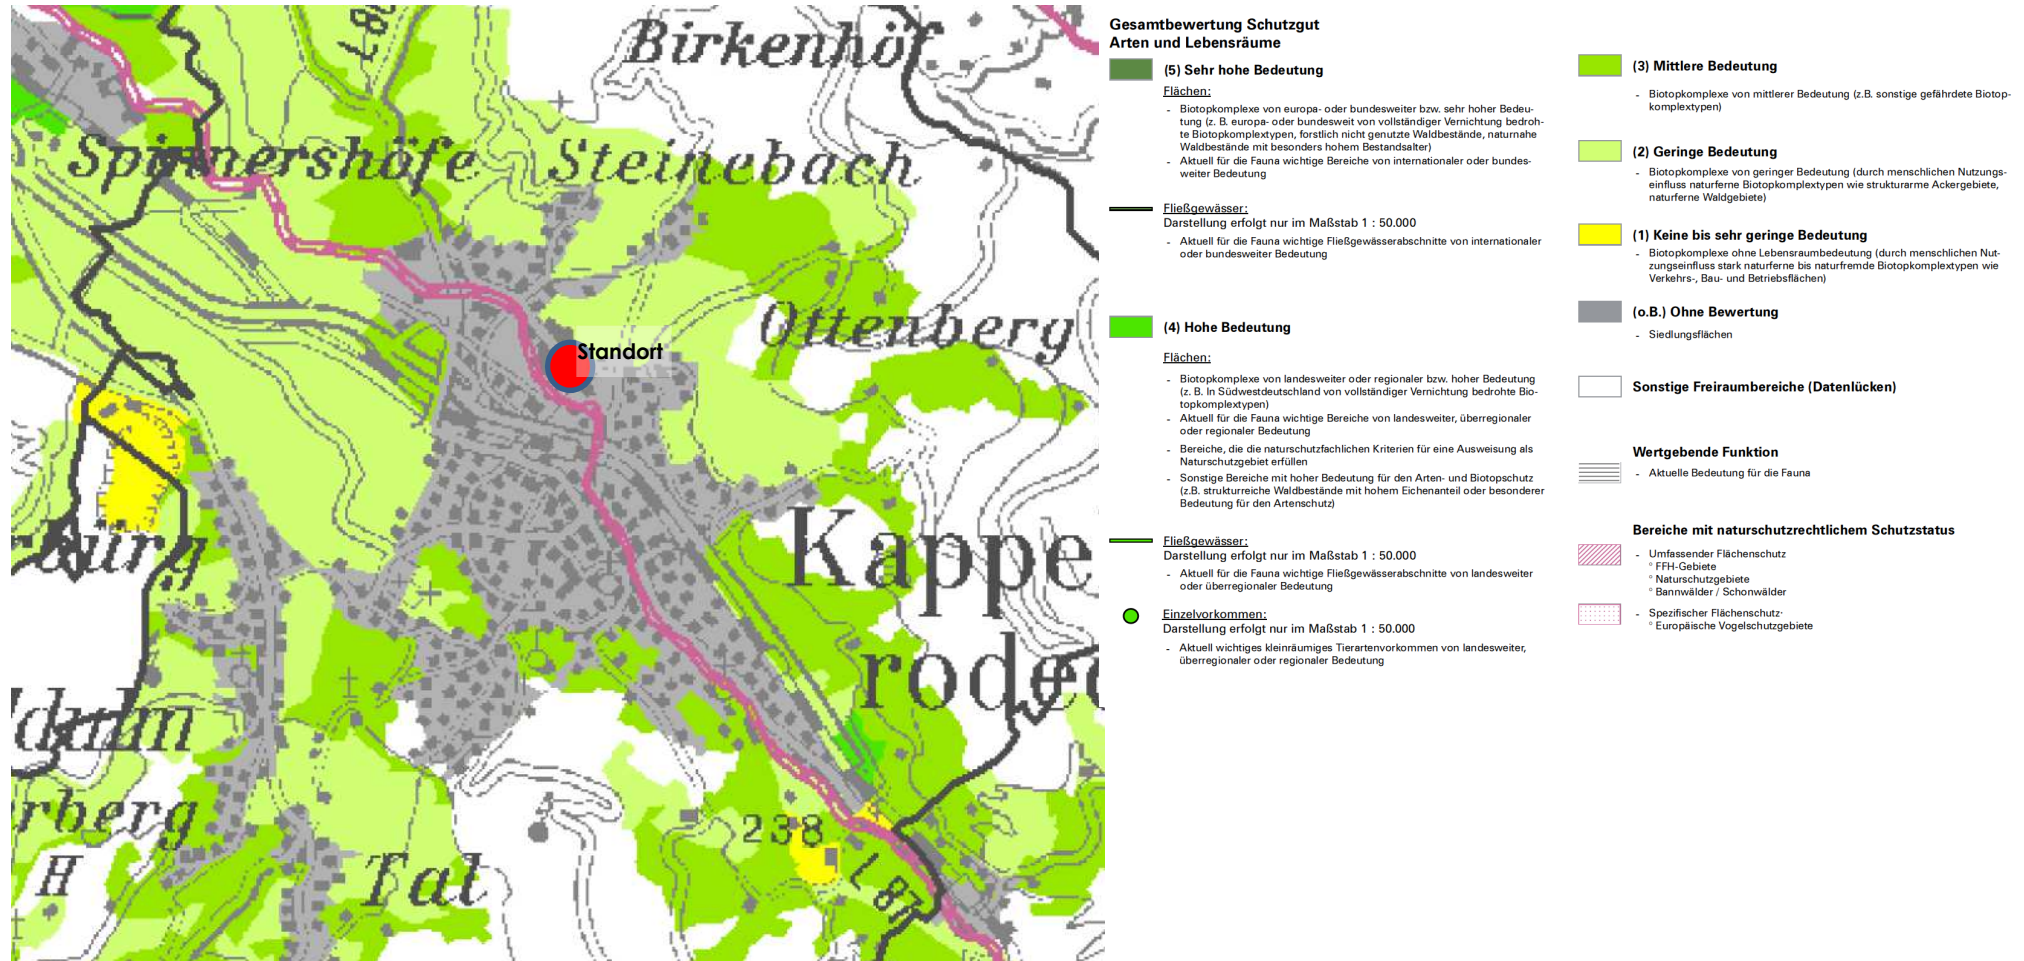 Birkenhöf
L 86
Spinnershöfe
Steinebach
Ottenberg
Standort
Kappe
rode
Tal
rberg
H
238
L 87
Gesamtbewertung Schutzgut
Arten und Lebensräume
(5) Sehr hohe Bedeutung
Flächen:
- Biotopkomplexe von europa- oder bundesweiter bzw. sehr hoher Bedeu-
tung (z. B. europa- oder bundesweit von vollständiger Vernichtung bedroh-
te Biotopkomplextypen, forstlich nicht genutzte Waldbestände, naturnahe
Waldbestände mit besonders hohem Bestandsalter)
- Aktuell für die Fauna wichtige Bereiche von internationaler oder bundes-
weiter Bedeutung
Fließgewässer:
Darstellung erfolgt nur im Maßstab 1 : 50.000
- Aktuell für die Fauna wichtige Fließgewässerabschnitte von internationaler
oder bundesweiter Bedeutung
(4) Hohe Bedeutung
Flächen:
- Biotopkomplexe von landesweiter oder regionaler bzw. hoher Bedeutung
(z. B. In Südwestdeutschland von vollständiger Vernichtung bedrohte Bio-
topkomplextypen)
- Aktuell für die Fauna wichtige Bereiche von landesweiter, überregionaler
oder regionaler Bedeutung
- Bereiche, die die naturschutzfachlichen Kriterien für eine Ausweisung als
Naturschutzgebiet erfüllen
- Sonstige Bereiche mit hoher Bedeutung für den Arten- und Biotopschutz
(z.B. strukturreiche Waldbestände mit hohem Eichenanteil oder besonderer
Bedeutung für den Artenschutz)
Fließgewässer:
Darstellung erfolgt nur im Maßstab 1 : 50.000
- Aktuell für die Fauna wichtige Fließgewässerabschnitte von landesweiter
oder überregionaler Bedeutung
Einzelvorkommen:
Darstellung erfolgt nur im Maßstab 1 : 50.000
- Aktuell wichtiges kleinräumiges Tierartenvorkommen von landesweiter,
überregionaler oder regionaler Bedeutung
(3) Mittlere Bedeutung
- Biotopkomplexe von mittlerer Bedeutung (z.B. sonstige gefährdete Biotop-
komplextypen)
(2) Geringe Bedeutung
- Biotopkomplexe von geringer Bedeutung (durch menschlichen Nutzungs-
einfluss naturferne Biotopkomplextypen wie strukturarme Ackergebiete,
naturferne Waldgebiete)
(1) Keine bis sehr geringe Bedeutung
- Biotopkomplexe ohne Lebensraumbedeutung (durch menschlichen Nut-
zungseinfluss stark naturferne bis naturfremde Biotopkomplextypen wie
Verkehrs-, Bau- und Betriebsflächen)
(o.B.) Ohne Bewertung
- Siedlungsflächen
Sonstige Freiraumbereiche (Datenlücken)
Wertgebende Funktion
- Aktuelle Bedeutung für die Fauna
Bereiche mit naturschutzrechtlichem Schutzstatus
- Umfassender Flächenschutz
° FFH-Gebiete
° Naturschutzgebiete
° Bannwälder / Schonwälder
- Spezifischer Flächenschutz·
° Europäische Vogelschutzgebiete